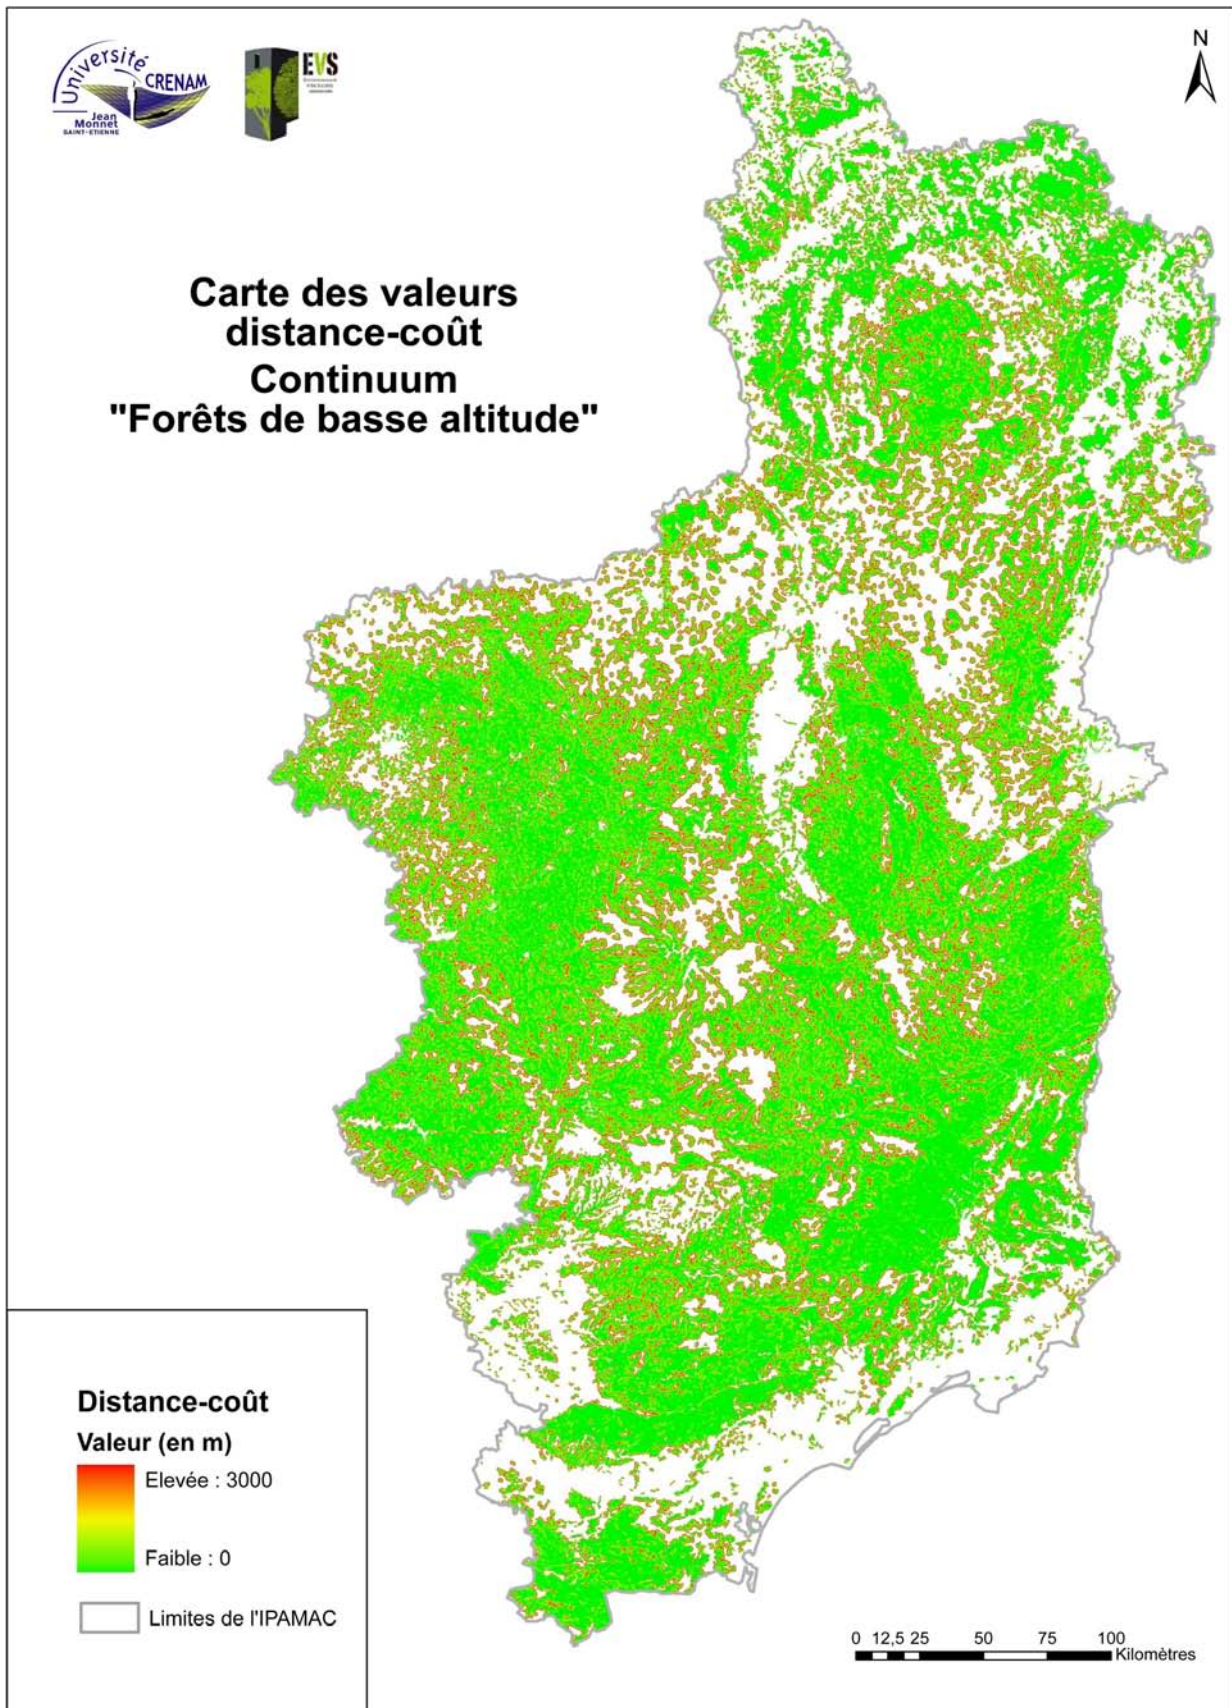 Université
CRENAM
Jean
Monnet
SAINT-ETIENNE
EVS
N
Carte des valeurs
distance-coût
Continuum
"Forêts de basse altitude"
Distance-coût
Valeur (en m)
Elevée : 3000
Faible : 0
Limites de l'IPAMAC
0 12,5 25 50 75 100
Kilomètres